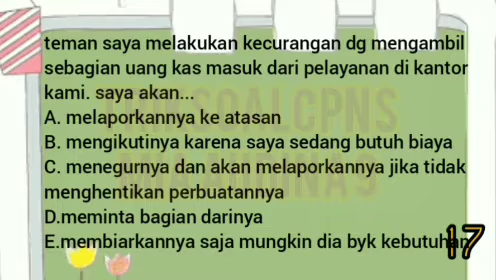 teman saya melakukan kecurangan dg mengambil
sebagian uang kas masuk dari pelayanan di kantor
kami. saya akan...
A. melaporkannya ke atasan
B. mengikutinya karena saya sedang butuh biaya
C. menegurnya dan akan melaporkannya jika tidak
menghentikan perbuatannya
D.meminta bagian darinya
E.membiarkannya saja mungkin dia byk kebutuhan
17